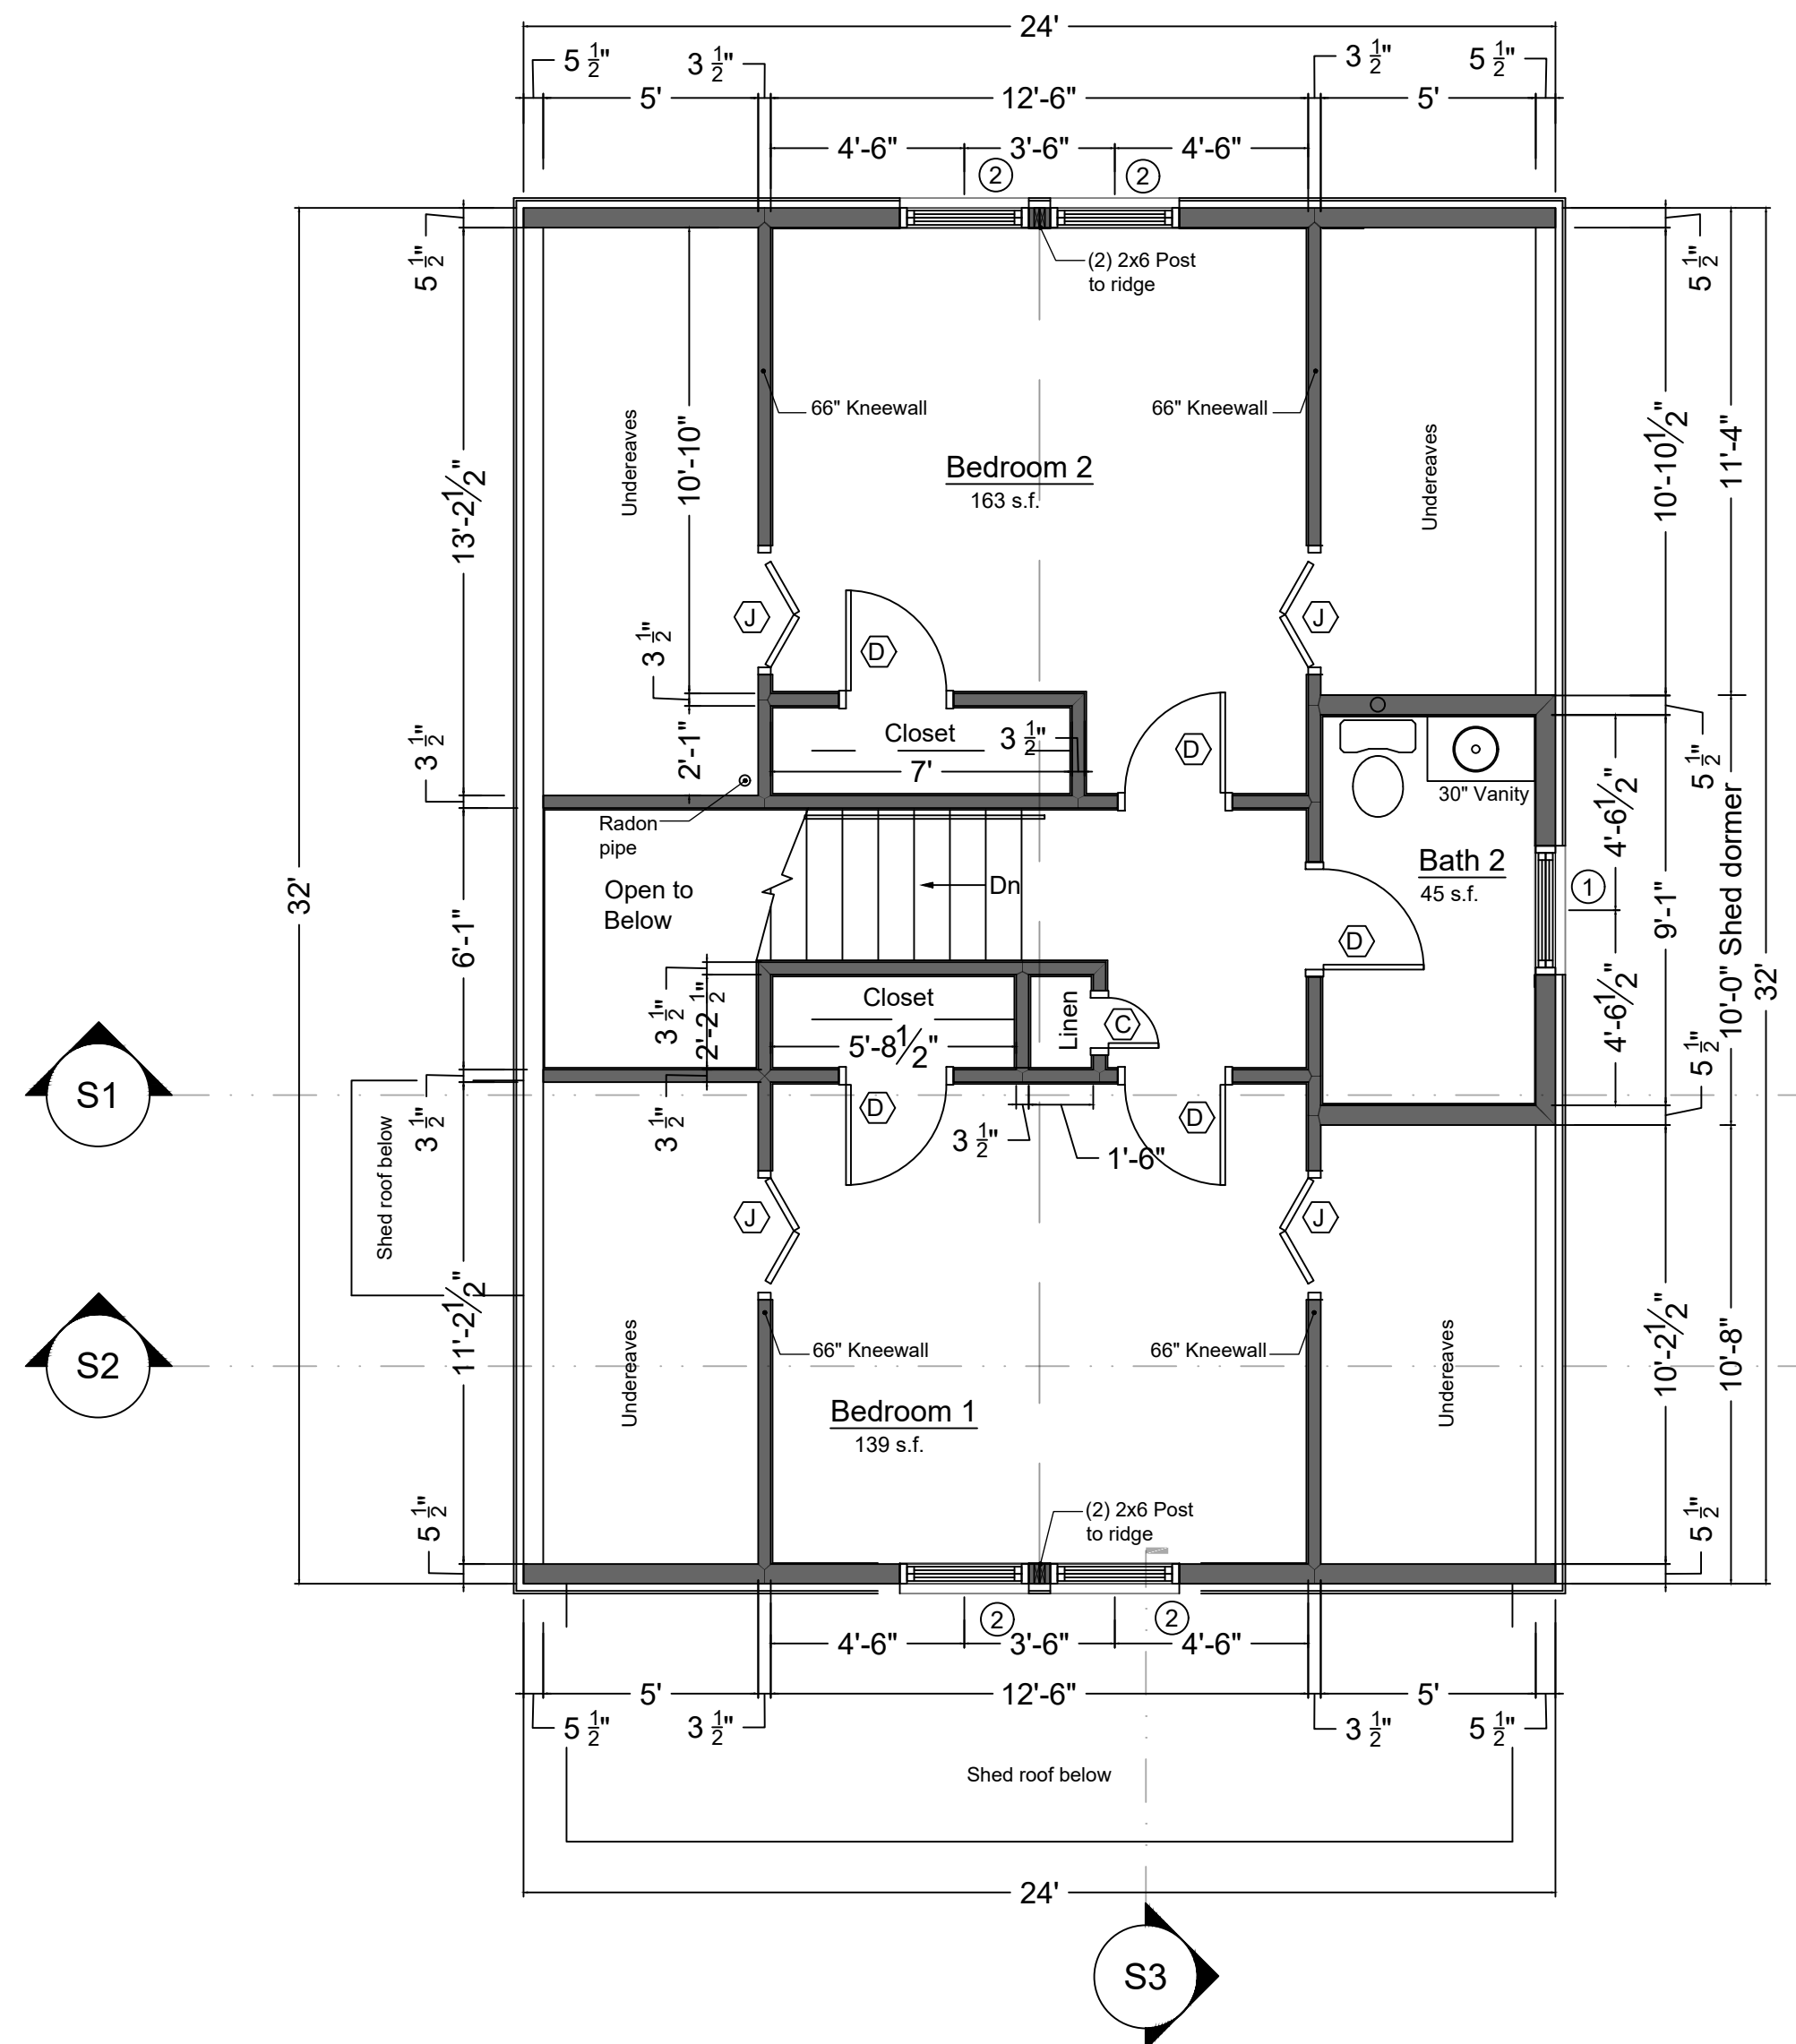 24'
5 1/2"
3 1/2"
3 1/2"
5 1/2"
5'
12'-6"
5'
4'-6"
3'-6"
4'-6"
2
2
5 1/2"
5 1/2"
(2) 2x6 Post
to ridge
66" Kneewall
66" Kneewall
Undereaves
Undereaves
13'-2 1/2"
10'-10"
Bedroom 2
163 s.f.
10'-10 1/2"
11'-4"
J
J
D
3 1/2"
3 1/2"
2'-1"
Closet
3 1/2"
7'
D
30" Vanity
5 1/2"
4'-6 1/2"
Radon
pipe
Open to
Below
Dn
Bath 2
45 s.f.
1
32'
6'-1"
9'-1"
10'-0" Shed dormer
32'
D
3 1/2"
2'-2 1/2"
Closet
5'-8 1/2"
Linen
C
4'-6 1/2"
5 1/2"
S1
3 1/2"
3 1/2"
D
3 1/2"
1'-6"
D
Shed roof below
J
J
11'-2 1/2"
66" Kneewall
66" Kneewall
S2
Undereaves
Undereaves
10'-2 1/2"
10'-8"
Bedroom 1
139 s.f.
5 1/2"
(2) 2x6 Post
to ridge
5 1/2"
2
2
4'-6"
3'-6"
4'-6"
5'
12'-6"
5'
5 1/2"
3 1/2"
3 1/2"
5 1/2"
Shed roof below
24'
S3